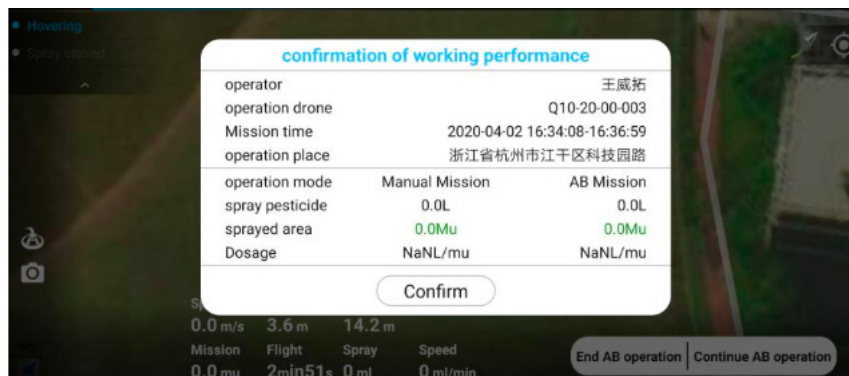 Hovering
Spray closed
confirmation of working performance
operator 王威拓
operation drone Q10-20-00-003
Mission time 2020-04-02 16:34:08-16:36:59
operation place 浙江省杭州市江干区科技园路
operation mode Manual Mission AB Mission
spray pesticide 0.0L 0.0L
sprayed area 0.0Mu 0.0Mu
Dosage NaNL/mu NaNL/mu
Confirm
0.0 m/s 3.6 m 14.2 m
Mission Flight Spray Speed
0.0 mu 2min51s 0 ml 0 ml/min
End AB operation Continue AB operation